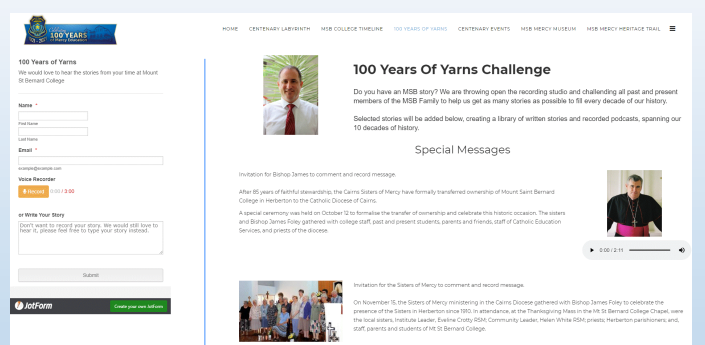 100 YEARS
of Mercy Education
HOME CENTENARY LABYRINTH MSB COLLEGE TIMELINE 100 YEARS OF YARNS CENTENARY EVENTS MSB MERCY MUSEUM MSB MERCY HERITAGE TRAIL
100 Years of Yarns
We would love to hear the stories from your time at Mount
St Bernard College
Name *
First Name
Last Name
Email *
example@example.com
Voice Recorder
Record 0:00 / 3:00
or Write Your Story
Don't want to record your story. We would still love to
hear it, please feel free to type your story instead.
Submit
JotForm
Create your own JotForm
100 Years Of Yarns Challenge
Do you have an MSB story? We are throwing open the recording studio and challenging all past and present
members of the MSB Family to help us get as many stories as possible to fill every decade of our history.
Selected stories will be added below, creating a library of written stories and recorded podcasts, spanning our
10 decades of history.
Special Messages
Invitation for Bishop James to comment and record message.
After 85 years of faithful stewardship, the Cairns Sisters of Mercy have formally transferred ownership of Mount Saint Bernard
College in Herberton to the Catholic Diocese of Cairns.
A special ceremony was held on October 12 to formalise the transfer of ownership and celebrate this historic occasion. The sisters
and Bishop James Foley gathered with college staff, past and present students, parents and friends, staff of Catholic Education
Services, and priests of the diocese.
0:00 / 2:11
Invitation for the Sisters of Mercy to comment and record message.
On November 15, the Sisters of Mercy ministering in the Cairns Diocese gathered with Bishop James Foley to celebrate the
presence of the Sisters in Herberton since 1910. In attendance, at the Thanksgiving Mass in the Mt St Bernard College Chapel, were
the local sisters, Institute Leader, Eveline Crotty RSM; Community Leader, Helen White RSM; priests; Herberton parishioners; and,
staff, parents and students of Mt St Bernard College.